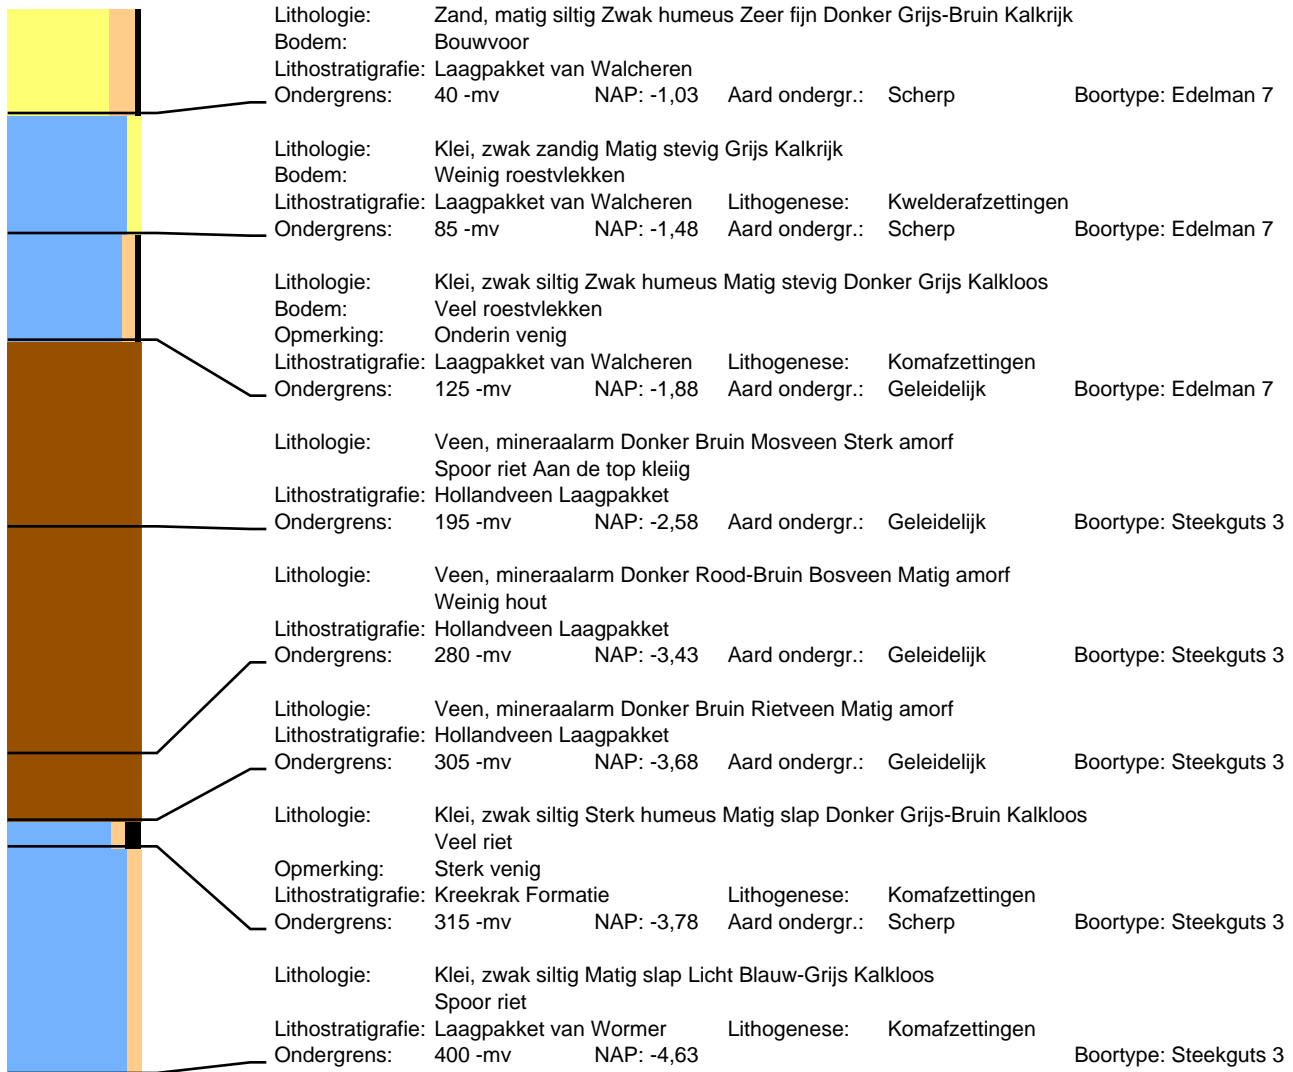 Lithologie: Zand, matig siltig Zwak humeus Zeer fijn Donker Grijs-Bruin Kalkrijk
Bodem: Bouwvoor
Lithostratigrafie: Laagpakket van Walcheren
Ondergrens: 40 -mv NAP: -1,03 Aard ondergr.: Scherp Boortype: Edelman 7
Lithologie: Klei, zwak zandig Matig stevig Grijs Kalkrijk
Bodem: Weinig roestvlekken
Lithostratigrafie: Laagpakket van Walcheren Lithogenese: Kwelderafzettingen
Ondergrens: 85 -mv NAP: -1,48 Aard ondergr.: Scherp Boortype: Edelman 7
Lithologie: Klei, zwak siltig Zwak humeus Matig stevig Donker Grijs Kalkloos
Bodem: Veel roestvlekken
Opmerking: Onderin venig
Lithostratigrafie: Laagpakket van Walcheren Lithogenese: Komafzettingen
Ondergrens: 125 -mv NAP: -1,88 Aard ondergr.: Geleidelijk Boortype: Edelman 7
Lithologie: Veen, mineraalarm Donker Bruin Mosveen Sterk amorf
Spoor riet Aan de top kleiig
Lithostratigrafie: Hollandveen Laagpakket
Ondergrens: 195 -mv NAP: -2,58 Aard ondergr.: Geleidelijk Boortype: Steekguts 3
Lithologie: Veen, mineraalarm Donker Rood-Bruin Bosveen Matig amorf
Weinig hout
Lithostratigrafie: Hollandveen Laagpakket
Ondergrens: 280 -mv NAP: -3,43 Aard ondergr.: Geleidelijk Boortype: Steekguts 3
Lithologie: Veen, mineraalarm Donker Bruin Rietveen Matig amorf
Lithostratigrafie: Hollandveen Laagpakket
Ondergrens: 305 -mv NAP: -3,68 Aard ondergr.: Geleidelijk Boortype: Steekguts 3
Lithologie: Klei, zwak siltig Sterk humeus Matig slap Donker Grijs-Bruin Kalkloos
Veel riet
Opmerking: Sterk venig
Lithostratigrafie: Kreekrak Formatie Lithogenese: Komafzettingen
Ondergrens: 315 -mv NAP: -3,78 Aard ondergr.: Scherp Boortype: Steekguts 3
Lithologie: Klei, zwak siltig Matig slap Licht Blauw-Grijs Kalkloos
Spoor riet
Lithostratigrafie: Laagpakket van Wormer Lithogenese: Komafzettingen
Ondergrens: 400 -mv NAP: -4,63 Boortype: Steekguts 3